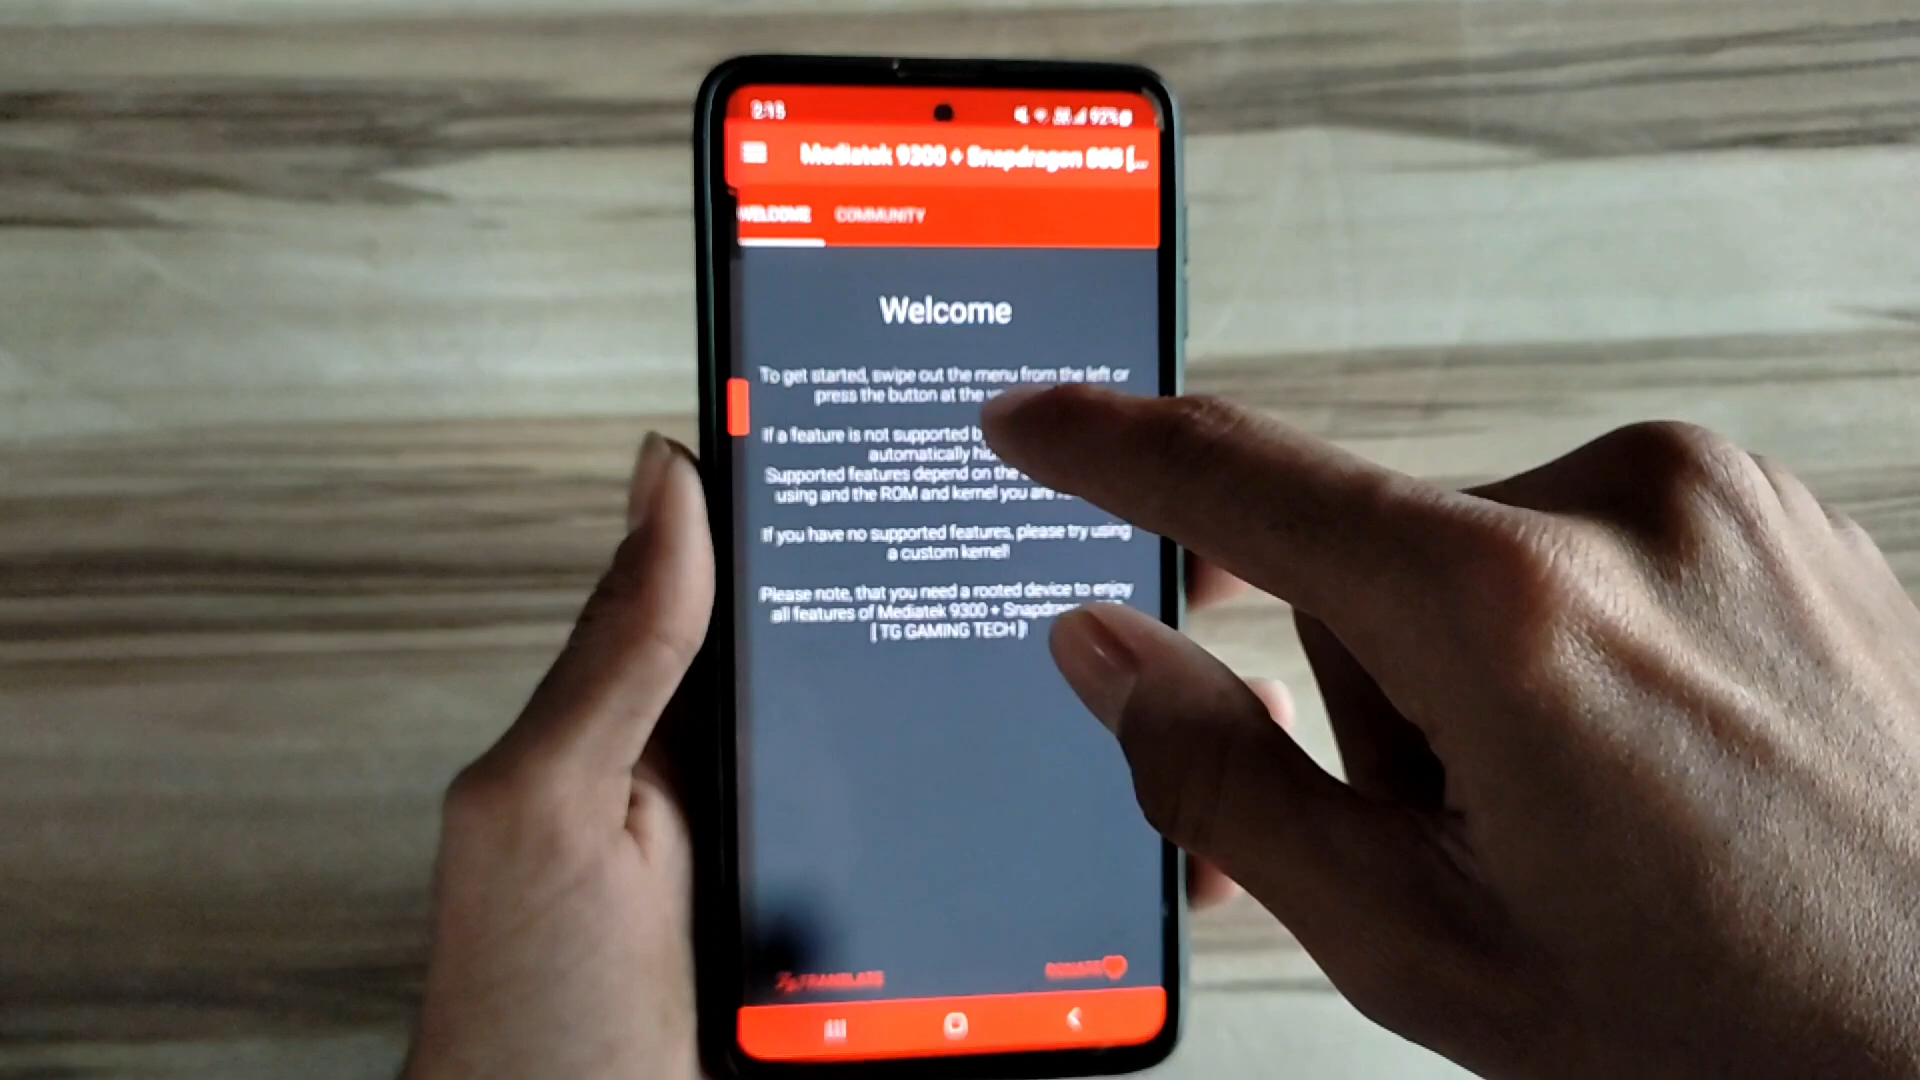 2:15
92%
Mediatek 9300 + Snapdragon 888 [...
WELCOME COMMUNITY
Welcome
To get started, swipe out the menu from the left or
press the button at the
If a feature is not supported
automatically
Supported features depend on the
using and the ROM and kernel you are
If you have no supported features, please try using
a custom kernel!
Please note, that you need a rooted device to enjoy
all features of Mediatek 9300 +
[ TG GAMING TECH ]!
TRANSLATE
DONATE